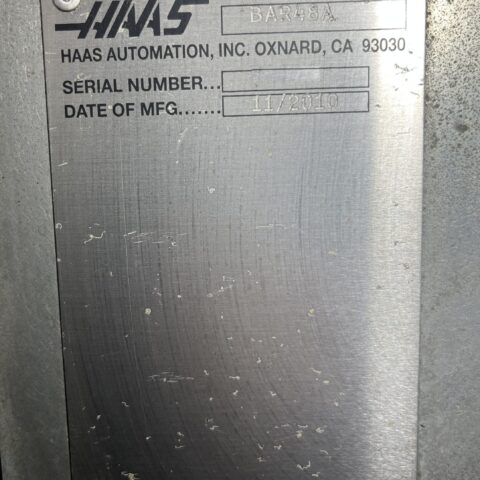 HAAS BAR48A
HAAS AUTOMATION, INC. OXNARD, CA 93030
SERIAL NUMBER...
DATE OF MFG....... 11/2010